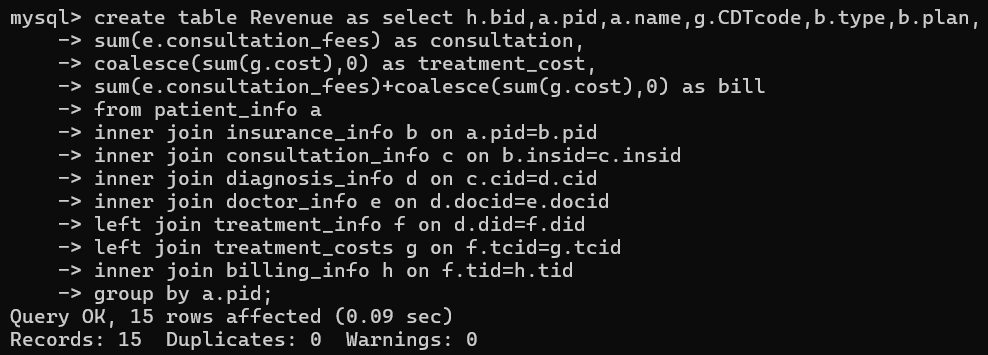 mysql> create table Revenue as select h.bid,a.pid,a.name,g.CDTcode,b.type,b.plan,
    -> sum(e.consultation_fees) as consultation,
    -> coalesce(sum(g.cost),0) as treatment_cost,
    -> sum(e.consultation_fees)+coalesce(sum(g.cost),0) as bill
    -> from patient_info a
    -> inner join insurance_info b on a.pid=b.pid
    -> inner join consultation_info c on b.insid=c.insid
    -> inner join diagnosis_info d on c.cid=d.cid
    -> inner join doctor_info e on d.docid=e.docid
    -> left join treatment_info f on d.did=f.did
    -> left join treatment_costs g on f.tcid=g.tcid
    -> inner join billing_info h on f.tid=h.tid
    -> group by a.pid;
Query OK, 15 rows affected (0.09 sec)
Records: 15  Duplicates: 0  Warnings: 0